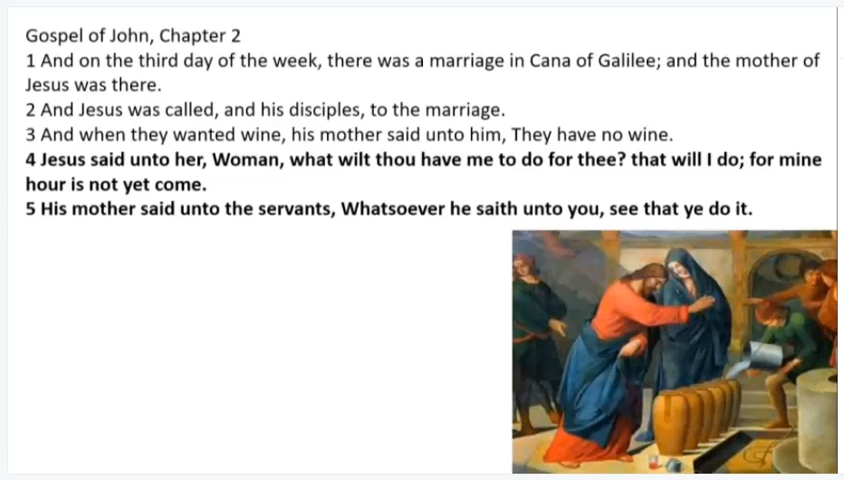 Gospel of John, Chapter 2
1 And on the third day of the week, there was a marriage in Cana of Galilee; and the mother of
Jesus was there.
2 And Jesus was called, and his disciples, to the marriage.
3 And when they wanted wine, his mother said unto him, They have no wine.
4 Jesus said unto her, Woman, what wilt thou have me to do for thee? that will I do; for mine
hour is not yet come.
5 His mother said unto the servants, Whatsoever he saith unto you, see that ye do it.